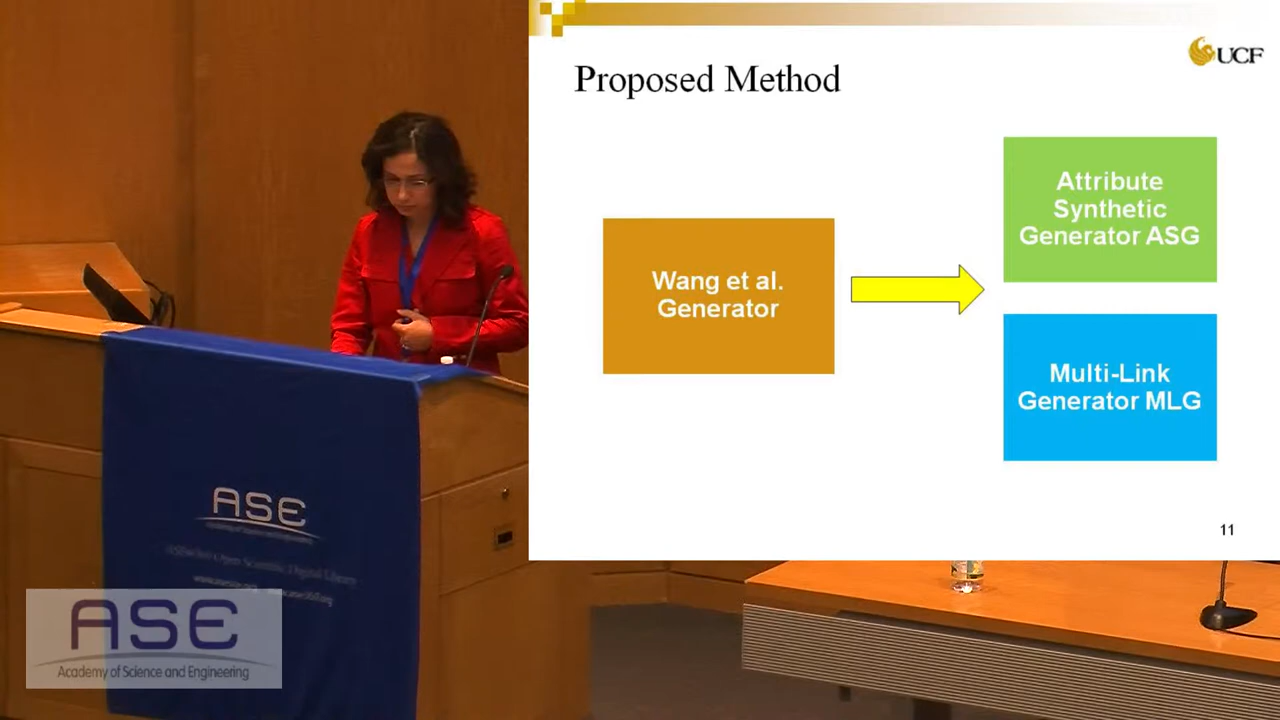 Proposed Method
UCF
Wang et al.
Generator
Attribute
Synthetic
Generator ASG
Multi-Link
Generator MLG
11
ASE
ASE
Academy of Science and Engineering